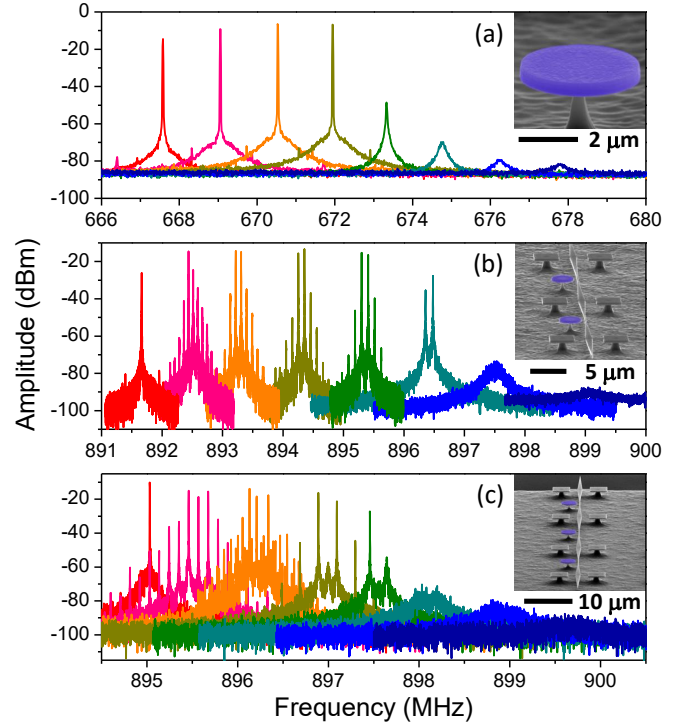 0
-20
-40
-60
-80
-100
(a)
2 μm
666 668 670 672 674 676 678 680
Amplitude (dBm)
-20
-40
-60
-80
-100
(b)
5 μm
891 892 893 894 895 896 897 898 899 900
-20
-40
-60
-80
-100
(c)
10 μm
895 896 897 898 899 900
Frequency (MHz)